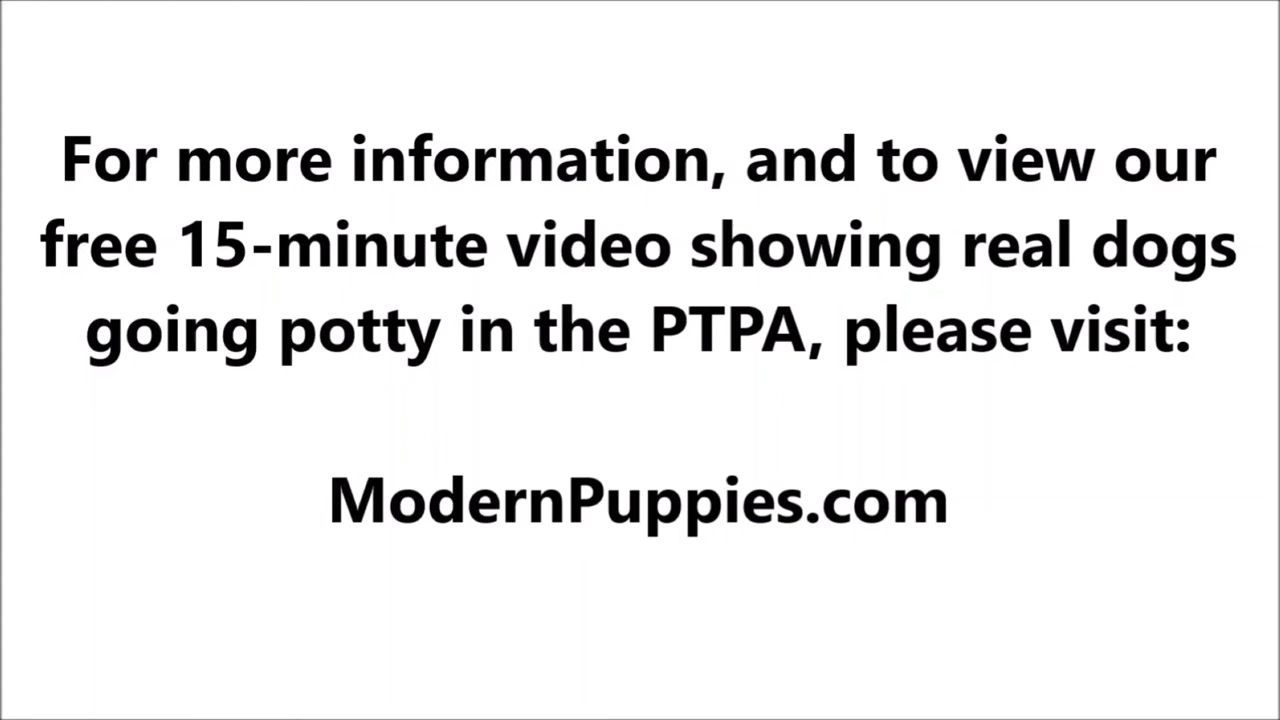 For more information, and to view our
free 15-minute video showing real dogs
going potty in the PTPA, please visit:
ModernPuppies.com